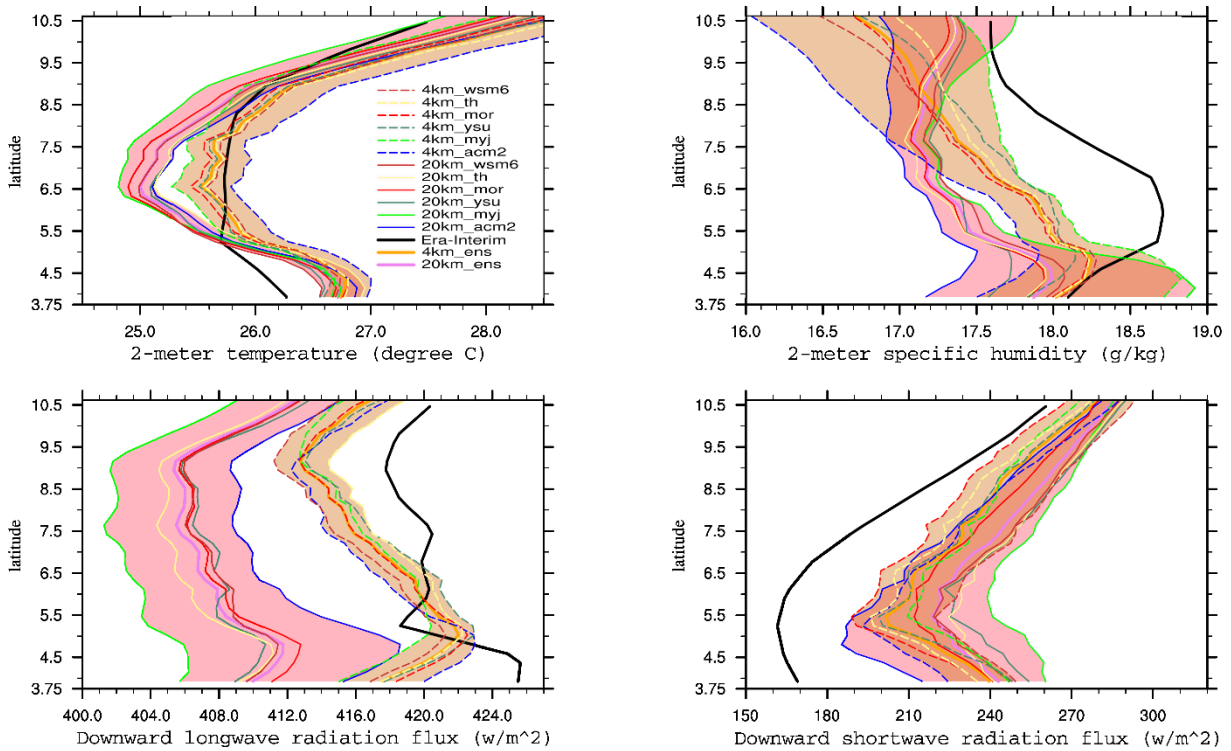 10.5
9.5
8.5
7.5
6.5
5.5
4.5
3.75
latitude
25.0 26.0 27.0 28.0
2-meter temperature (degree C)
4km_wsm6
4km_th
4km_mor
4km_ysu
4km_myj
4km_acm2
20km_wsm6
20km_th
20km_mor
20km_ysu
20km_myj
20km_acm2
Era-Interim
4km_ens
20km_ens
10.5
9.5
8.5
7.5
6.5
5.5
4.5
3.75
latitude
16.0 16.5 17.0 17.5 18.0 18.5 19.0
2-meter specific humidity (g/kg)
10.5
9.5
8.5
7.5
6.5
5.5
4.5
3.75
latitude
400.0 404.0 408.0 412.0 416.0 420.0 424.0
Downward longwave radiation flux (w/m^2)
10.5
9.5
8.5
7.5
6.5
5.5
4.5
3.75
latitude
150 180 210 240 270 300
Downward shortwave radiation flux (w/m^2)